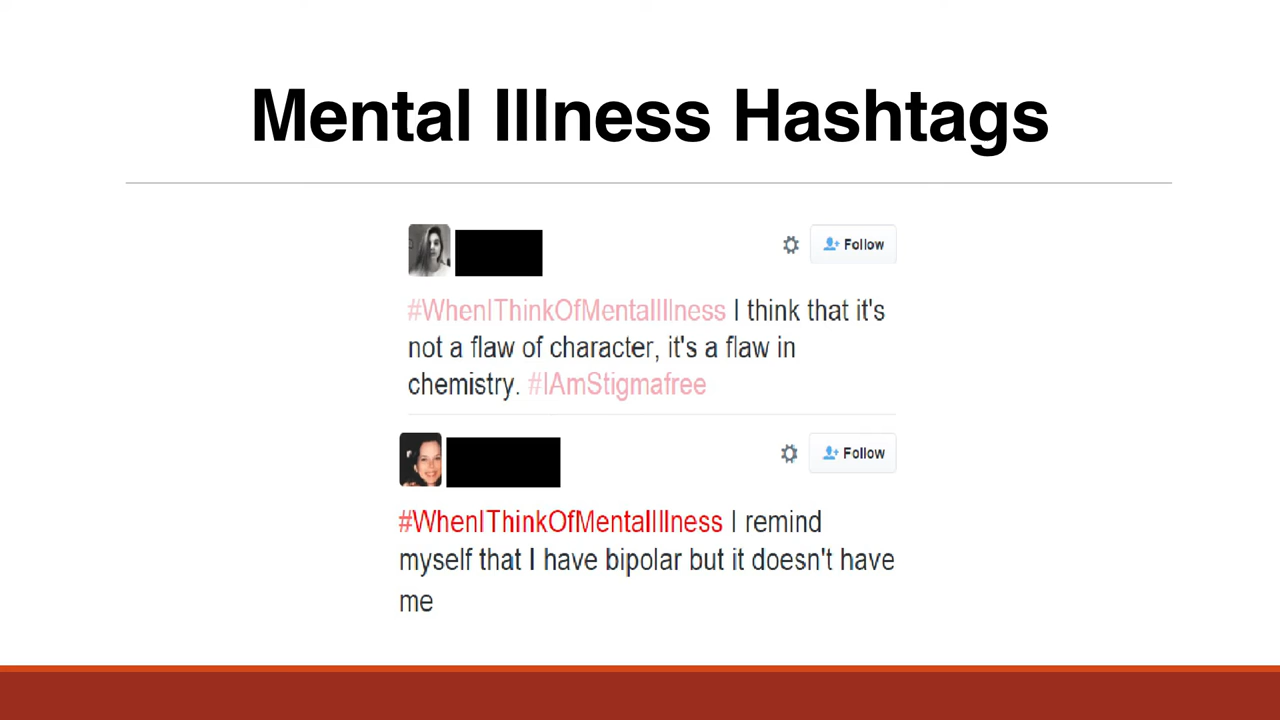 Mental Illness Hashtags
Follow
#WhenIThinkOfMentalIllness I think that it's
not a flaw of character, it's a flaw in
chemistry. #IAmStigmafree
Follow
#WhenIThinkOfMentalIllness I remind
myself that I have bipolar but it doesn't have
me